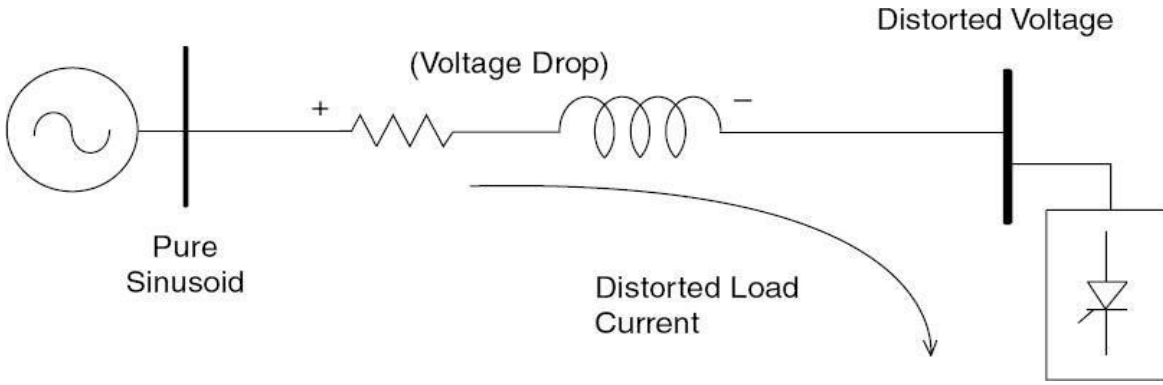 Distorted Voltage
(Voltage Drop)
+
−
Pure
Sinusoid
Distorted Load
Current